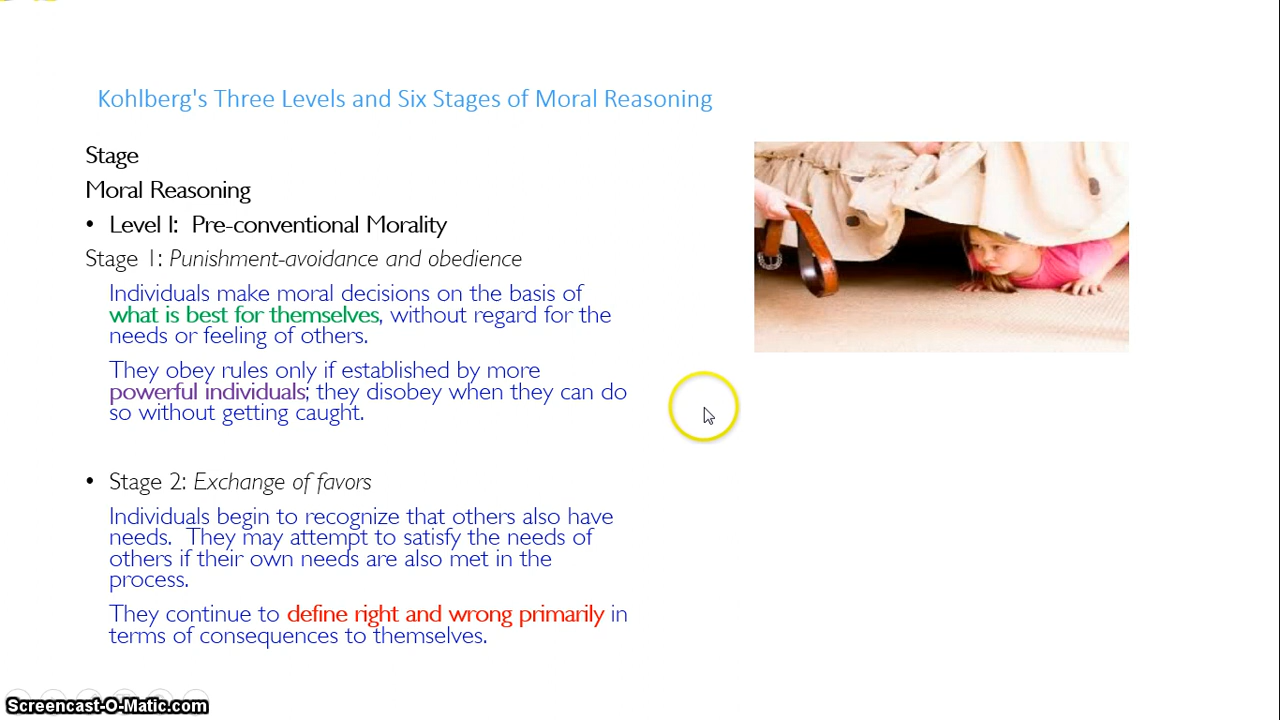 Kohlberg's Three Levels and Six Stages of Moral Reasoning
Stage
Moral Reasoning
• Level I: Pre-conventional Morality
Stage 1: Punishment-avoidance and obedience
Individuals make moral decisions on the basis of
what is best for themselves, without regard for the
needs or feeling of others.
They obey rules only if established by more
powerful individuals; they disobey when they can do
so without getting caught.
• Stage 2: Exchange of favors
Individuals begin to recognize that others also have
needs. They may attempt to satisfy the needs of
others if their own needs are also met in the
process.
They continue to define right and wrong primarily in
terms of consequences to themselves.
Screencast-O-Matic.com